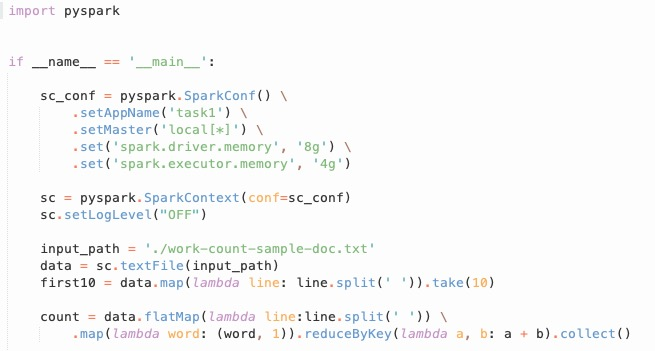 import pyspark
if __name__ == '__main__':
sc_conf = pyspark.SparkConf() \
.setAppName('task1') \
.setMaster('local[*]') \
.set('spark.driver.memory', '8g') \
.set('spark.executor.memory', '4g')
sc = pyspark.SparkContext(conf=sc_conf)
sc.setLogLevel("OFF")
input_path = './work-count-sample-doc.txt'
data = sc.textFile(input_path)
first10 = data.map(lambda line: line.split(' ')).take(10)
count = data.flatMap(lambda line:line.split(' ')) \
.map(lambda word: (word, 1)).reduceByKey(lambda a, b: a + b).collect()